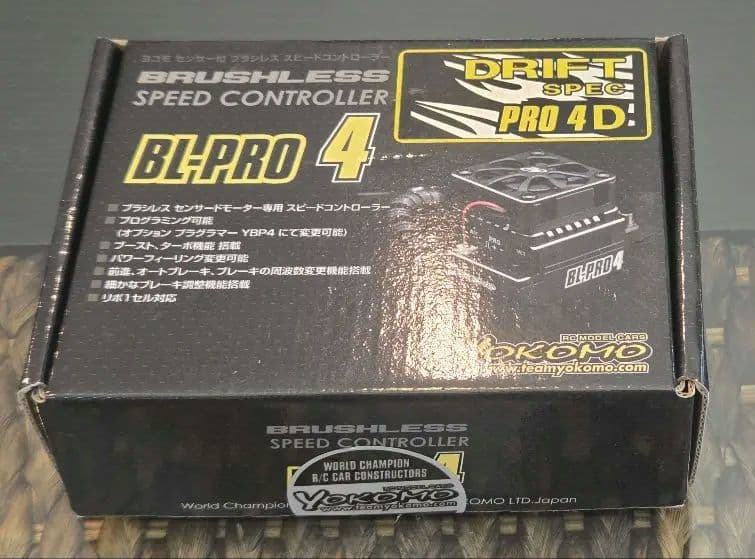 ヨコモ センサー付 ブラシレス スピードコントローラー
BRUSHLESS
SPEED CONTROLLER
DRIFT
SPEC
PRO 4D
BL-PRO 4
■ ブラシレス センサードモーター専用 スピードコントローラー
■ プログラミング可能
(オプション プログラマー YBP4 にて変更可能)
■ ブースト、ターボ機能 搭載
■ パワーフィーリング変更可能
■ 前進、オートブレーキ、ブレーキの周波数変更機能搭載
■ 細かなブレーキ調整機能搭載
■ リポ1セル対応
BL-PRO 4
RC MODEL CARS
YOKOMO
www.teamyokomo.com
BRUSHLESS
SPEED CONTROLLER
4
WORLD CHAMPION
R/C CAR CONSTRUCTORS
YOKOMO
www.teamyokomo.com
World Champion
KOMO LTD.Japan